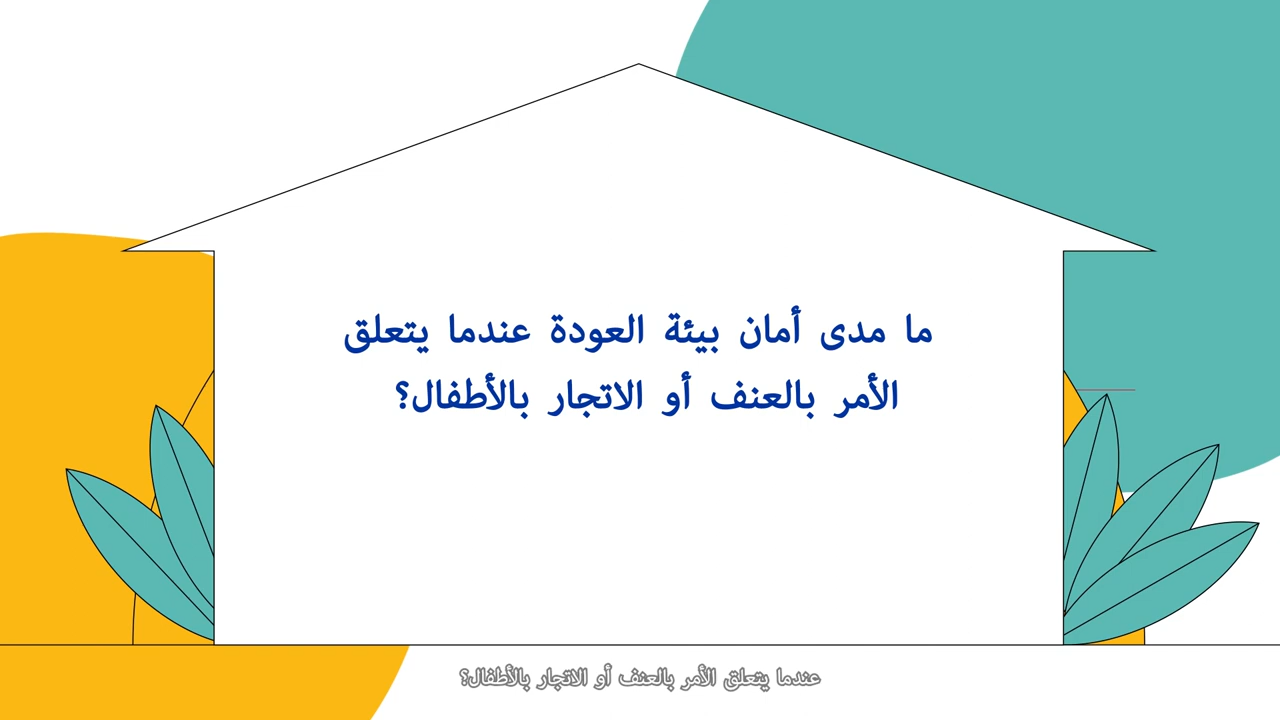 ما مدى أمان بيئة العودة عندما يتعلق
الأمر بالعنف أو الاتجار بالأطفال؟
عندما يتعلق الأمر بالعنف أو الاتجار بالأطفال؟